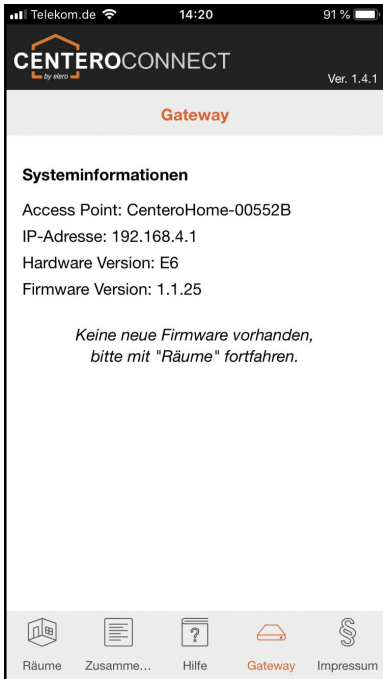 Telekom.de 14:20 91 %
CENTEROCONNECT
by elero
Ver. 1.4.1
Gateway
Systeminformationen
Access Point: CenteroHome-00552B
IP-Adresse: 192.168.4.1
Hardware Version: E6
Firmware Version: 1.1.25
Keine neue Firmware vorhanden,
bitte mit "Räume" fortfahren.
?
§
Räume Zusamme... Hilfe Gateway Impressum